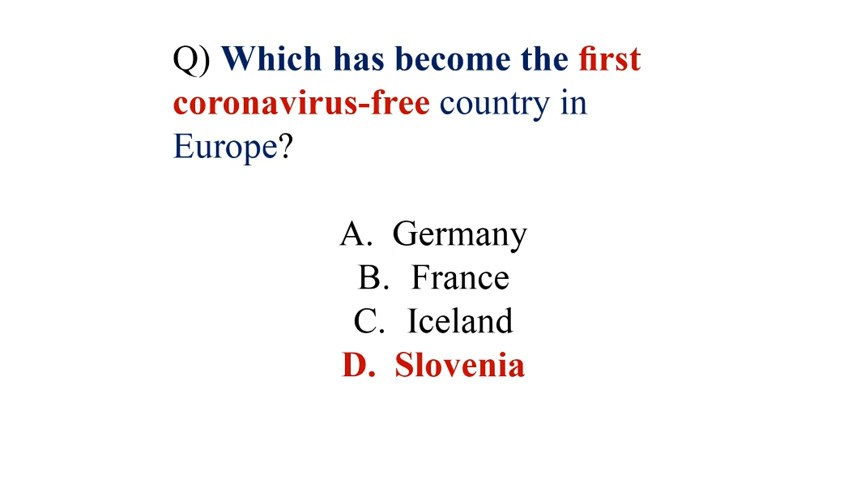 Q) Which has become the first
coronavirus-free country in
Europe?
A. Germany
B. France
C. Iceland
D. Slovenia